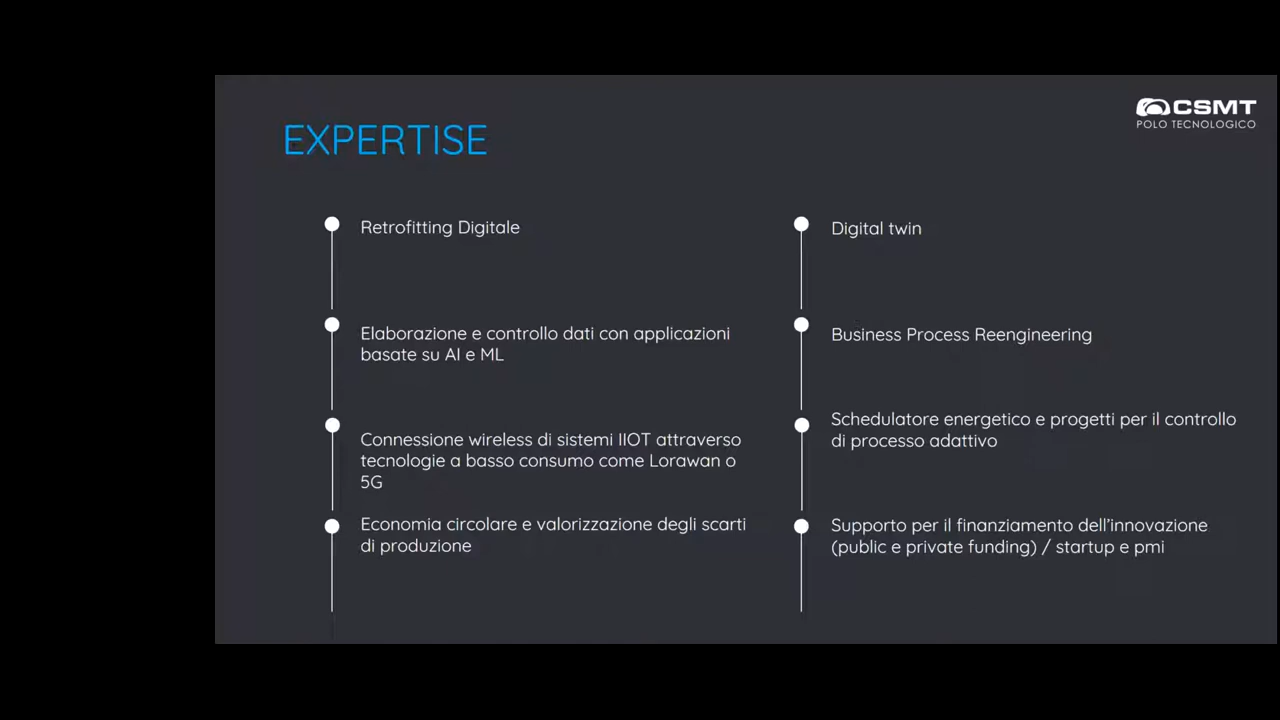 CSMT
POLO TECNOLOGICO
EXPERTISE
Retrofitting Digitale
Elaborazione e controllo dati con applicazioni
basate su AI e ML
Connessione wireless di sistemi IIOT attraverso
tecnologie a basso consumo come Lorawan o
5G
Economia circolare e valorizzazione degli scarti
di produzione
Digital twin
Business Process Reengineering
Schedulatore energetico e progetti per il controllo
di processo adattivo
Supporto per il finanziamento dell'innovazione
(public e private funding) / startup e pmi